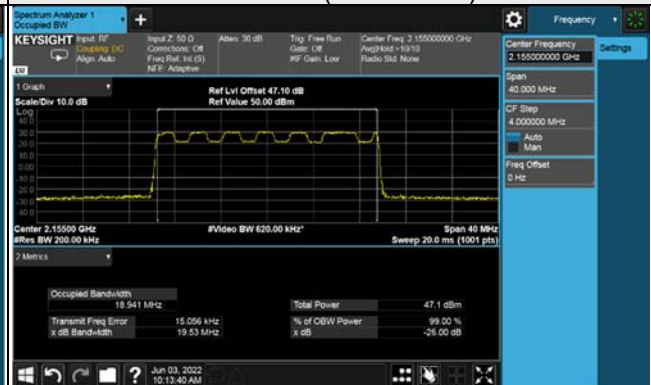 Spectrum Analyzer 1
Occupied BW
+
Frequency
KEYSIGHT
Input: RF
Coupling: DC
Align: Auto
Input Z: 50 Ω
Corrections: Off
Freq Ref: Int (S)
NFE: Adaptive
Atten: 30 dB
Trig: Free Run
Gate: Off
#IF Gain: Low
Center Freq: 2.155000000 GHz
Avg|Hold:>10/10
Radio Std: None
Center Frequency
2.155000000 GHz
Settings
Span
40.000 MHz
CF Step
4.000000 MHz
Auto
Man
Freq Offset
0 Hz
1 Graph
Scale/Div 10.0 dB
Ref Lvl Offset 47.10 dB
Ref Value 50.00 dBm
Log
40.0
30.0
20.0
10.0
0.00
-10.0
-20.0
-30.0
-40.0
Center 2.15500 GHz
#Res BW 200.00 kHz
#Video BW 620.00 kHz*
Span 40 MHz
Sweep 20.0 ms (1001 pts)
2 Metrics
Occupied Bandwidth
18.941 MHz
Total Power 47.1 dBm
Transmit Freq Error 15.056 kHz
% of OBW Power 99.00 %
x dB Bandwidth 19.53 MHz
x dB -26.00 dB
?
Jun 03, 2022
10:13:40 AM